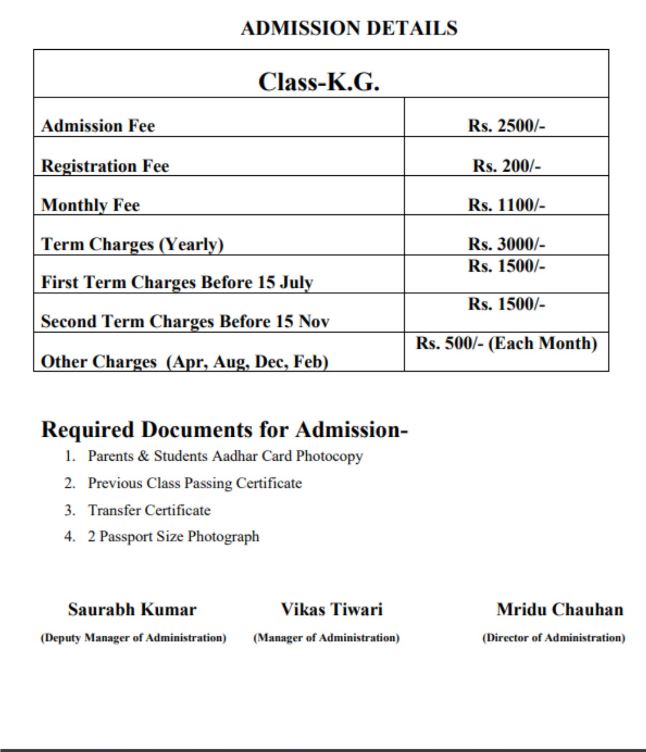 ADMISSION DETAILS
Class-K.G.
Admission Fee Rs. 2500/-
Registration Fee Rs. 200/-
Monthly Fee Rs. 1100/-
Term Charges (Yearly) Rs. 3000/-
First Term Charges Before 15 July Rs. 1500/-
Second Term Charges Before 15 Nov Rs. 1500/-
Other Charges (Apr, Aug, Dec, Feb) Rs. 500/- (Each Month)
Required Documents for Admission-
1. Parents & Students Aadhar Card Photocopy
2. Previous Class Passing Certificate
3. Transfer Certificate
4. 2 Passport Size Photograph
Saurabh Kumar Vikas Tiwari Mridu Chauhan
(Deputy Manager of Administration) (Manager of Administration) (Director of Administration)